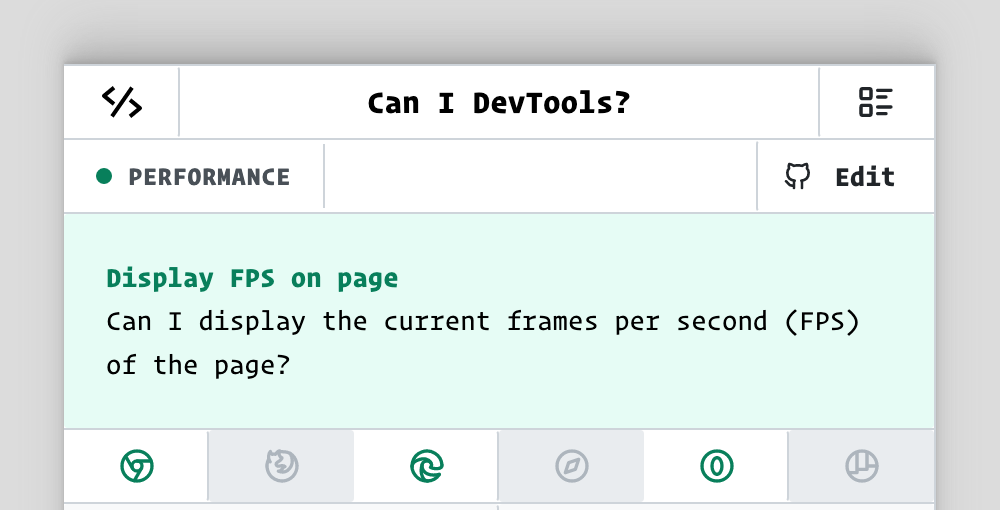 Can I DevTools?
PERFORMANCE
Edit
Display FPS on page
Can I display the current frames per second (FPS)
of the page?